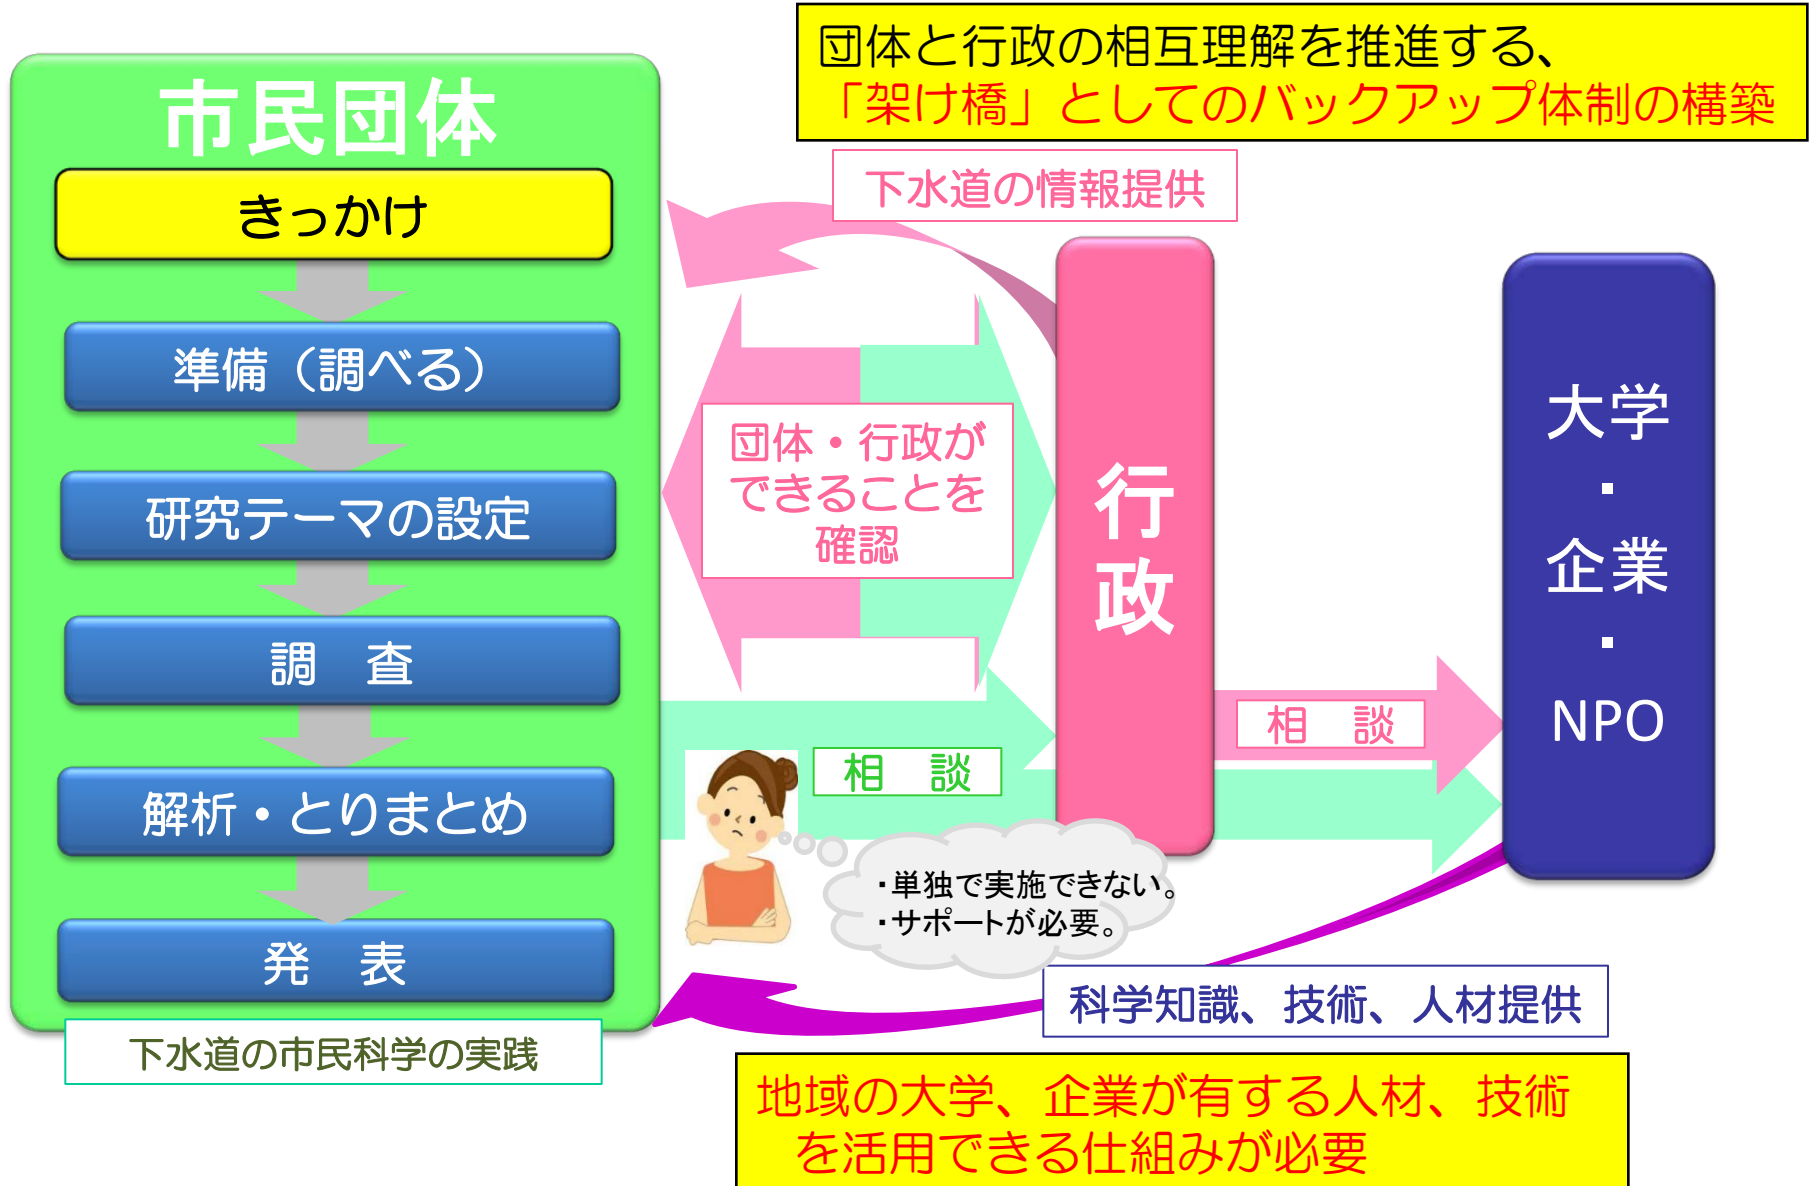 団体と行政の相互理解を推進する、
「架け橋」としてのバックアップ体制の構築
市民団体
きっかけ
準備（調べる）
研究テーマの設定
調　査
解析・とりまとめ
発　表
下水道の市民科学の実践
下水道の情報提供
団体・行政が
できることを
確認
相　談
・単独で実施できない。
・サポートが必要。
行
政
相　談
大学
・
企業
・
NPO
科学知識、技術、人材提供
地域の大学、企業が有する人材、技術
を活用できる仕組みが必要